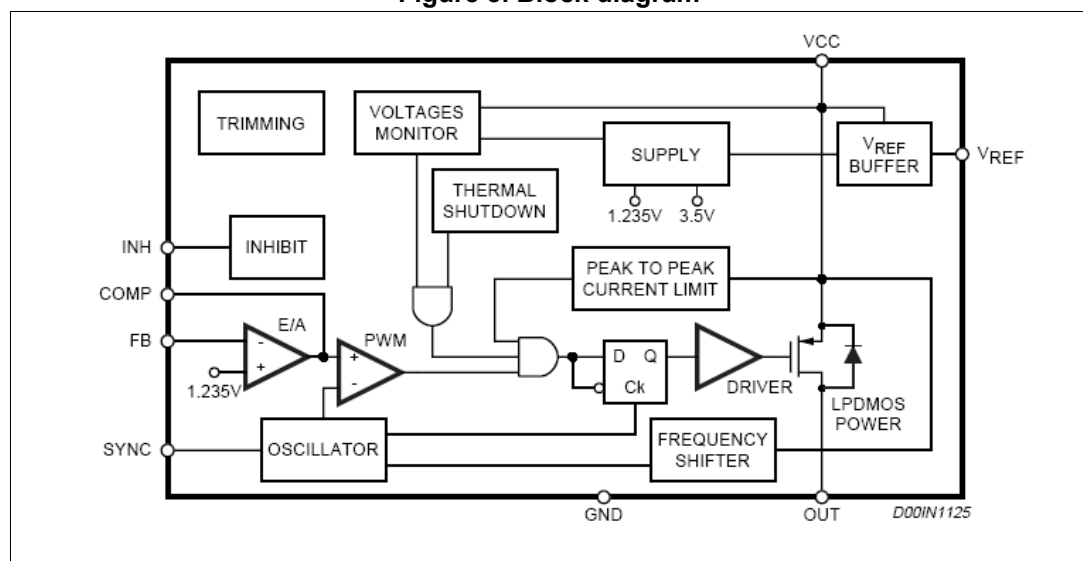 Figure 3. Block diagram
VCC
TRIMMING
VOLTAGES
MONITOR
SUPPLY
VREF
BUFFER
VREF
THERMAL
SHUTDOWN
1.235V
3.5V
INH
INHIBIT
PEAK TO PEAK
CURRENT LIMIT
COMP
E/A
PWM
FB
-
+
1.235V
+
-
D
Q
Ck
DRIVER
LPDMOS
POWER
SYNC
OSCILLATOR
FREQUENCY
SHIFTER
GND
OUT
D00IN1125